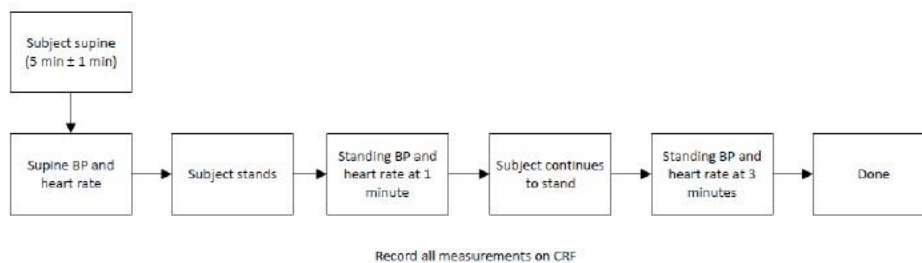 Subject supine
(5 min ± 1 min)
Supine BP and
heart rate
Subject stands
Standing BP and
heart rate at 1
minute
Subject continues
to stand
Standing BP and
heart rate at 3
minutes
Done
Record all measurements on CRF